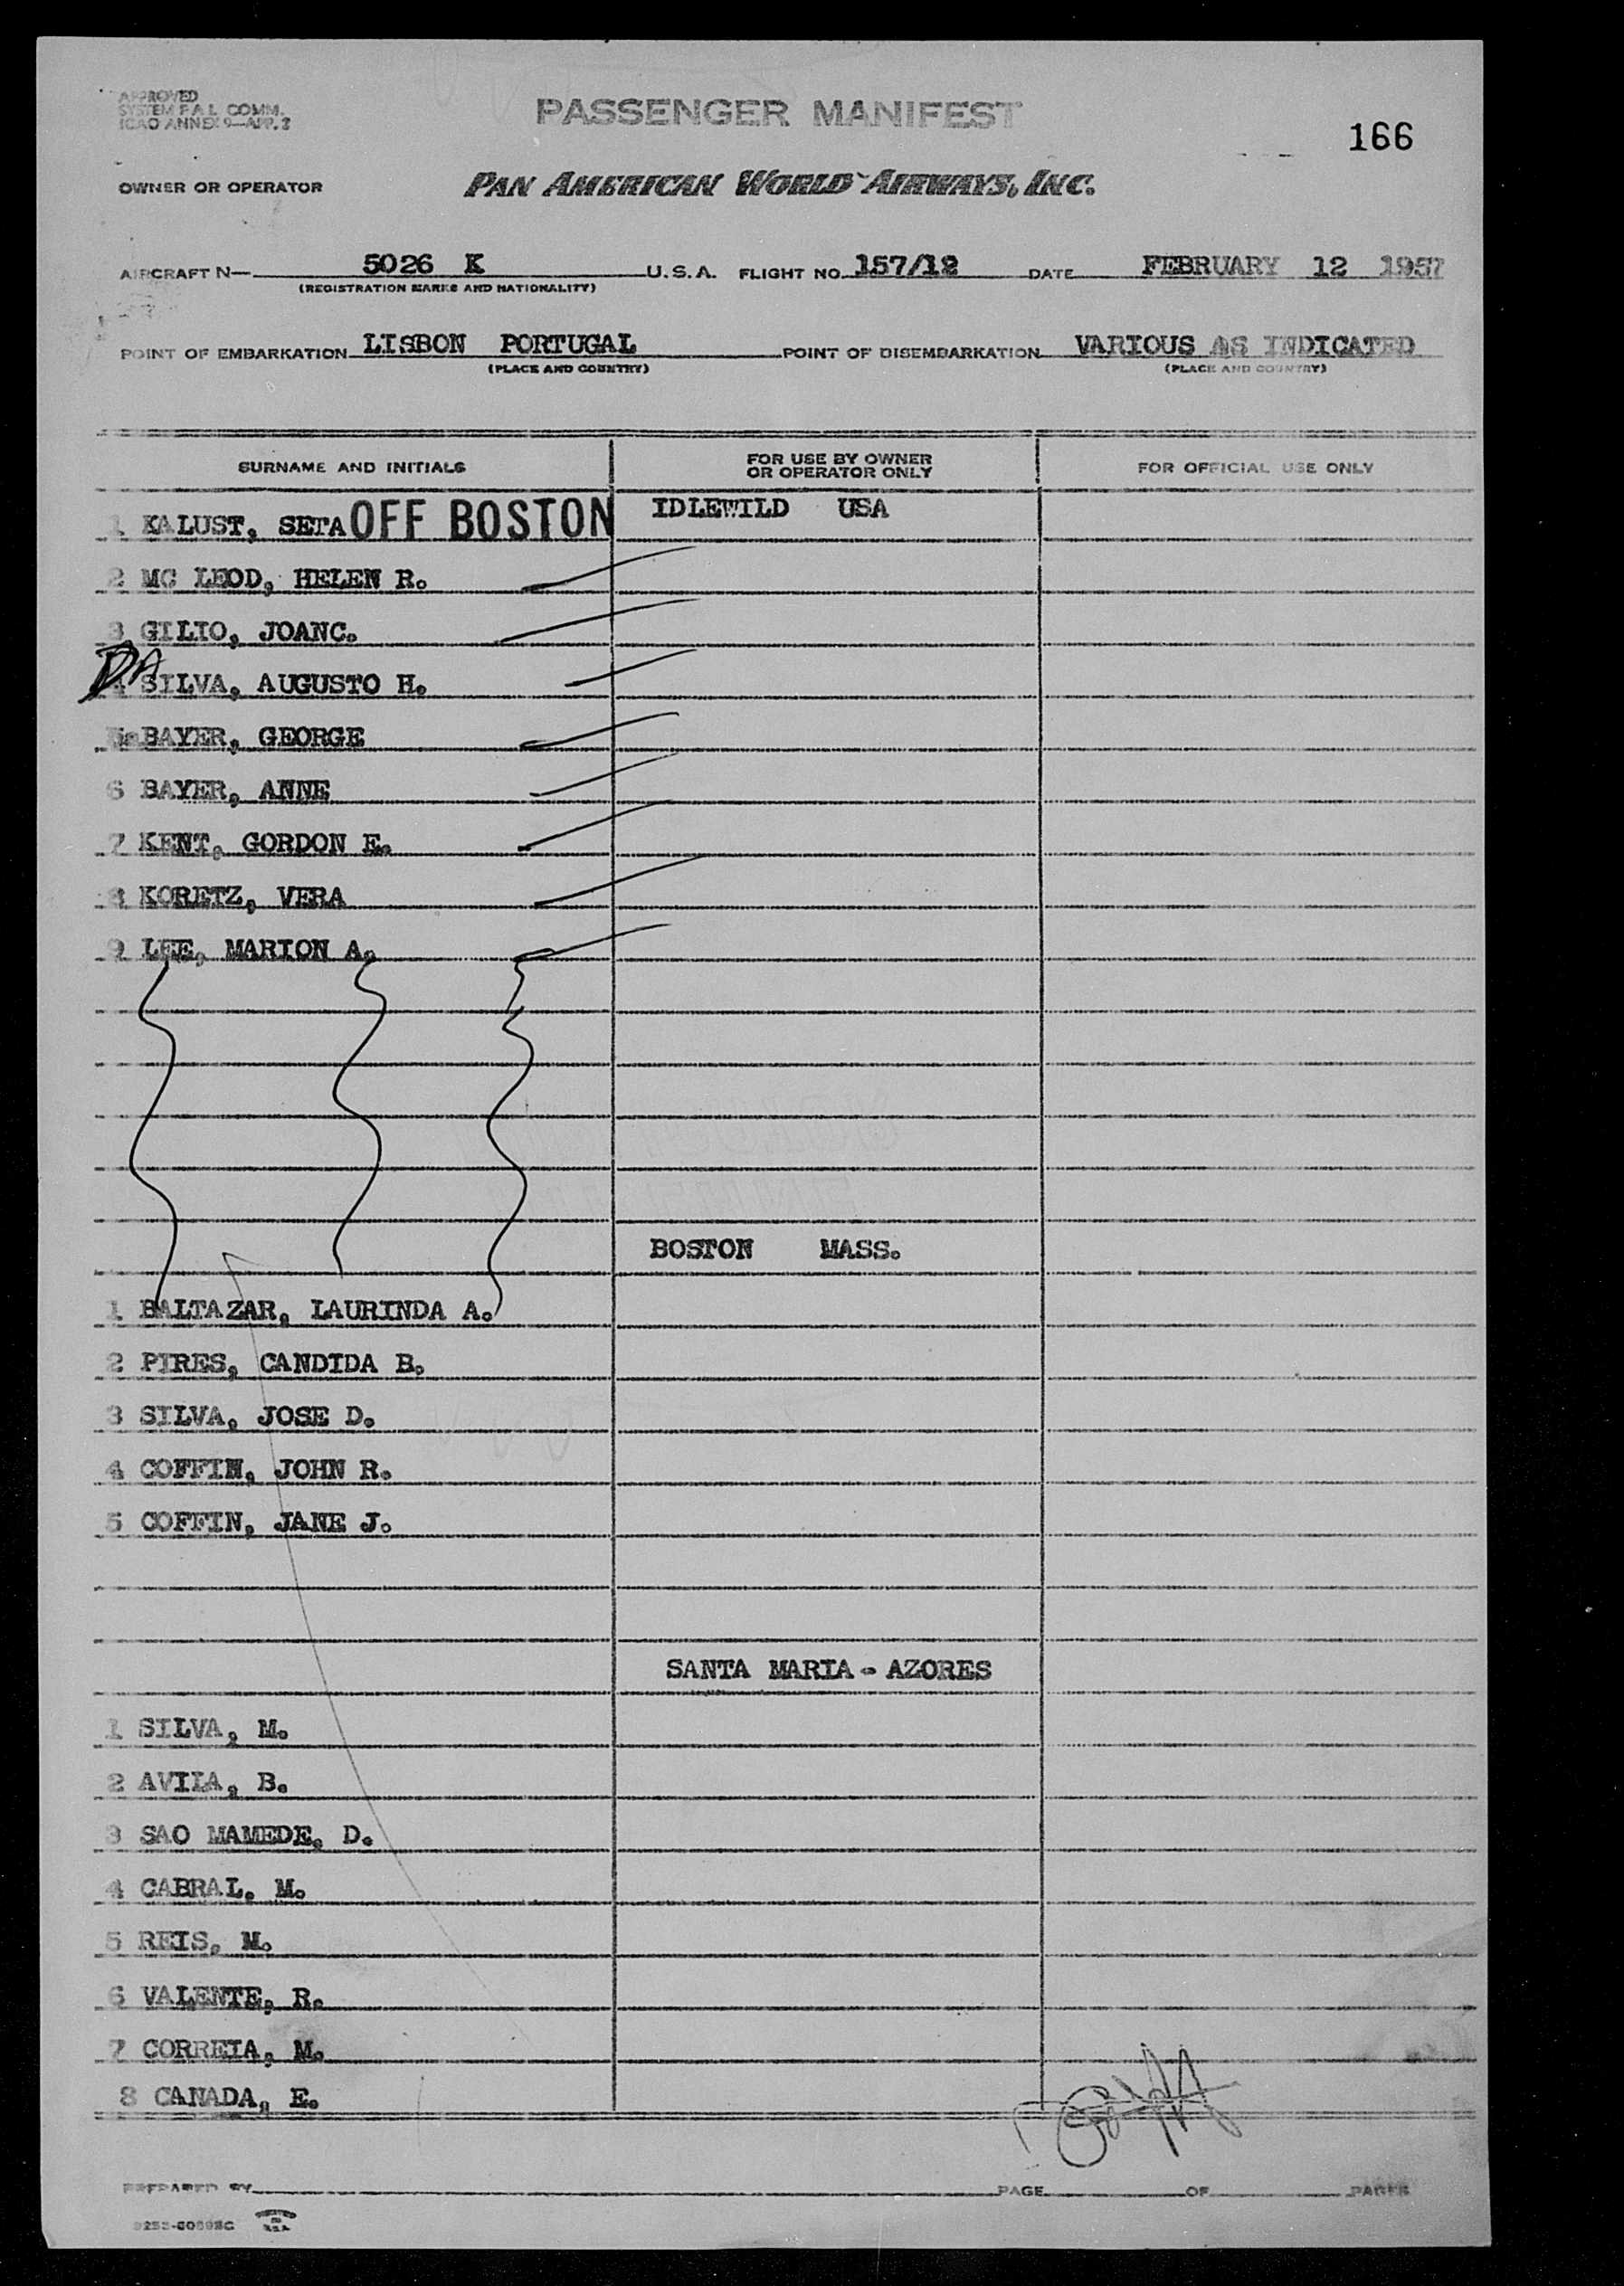 APPROVED
SYSTEM F.A.L. COMM.
ICAO ANNEX 9—APP. 2
PASSENGER MANIFEST
166
OWNER OR OPERATOR PAN AMERICAN WORLD AIRWAYS, INC.
AIRCRAFT N— 5026 K U.S.A. FLIGHT NO. 157/12 DATE FEBRUARY 12 1957
(REGISTRATION MARKS AND NATIONALITY)
POINT OF EMBARKATION LISBON PORTUGAL POINT OF DISEMBARKATION VARIOUS AS INDICATED
(PLACE AND COUNTRY) (PLACE AND COUNTRY)
SURNAME AND INITIALS FOR USE BY OWNER OR OPERATOR ONLY FOR OFFICIAL USE ONLY
1 KALUST, SETA OFF BOSTON IDLEWILD USA
2 MC LEOD, HELEN R.
3 GILIO, JOANC.
DA 4 SILVA, AUGUSTO H.
5 BAYER, GEORGE
6 BAYER, ANNE
7 KENT, GORDON E.
8 KORETZ, VERA
9 LEE, MARION A.
BOSTON MASS.
1 BALTAZAR, LAURINDA A.
2 PIRES, CANDIDA B.
3 SILVA, JOSE D.
4 COFFIN, JOHN R.
5 COFFIN, JANE J.
SANTA MARIA - AZORES
1 SILVA, M.
2 AVILA, B.
3 SAO MAMEDE, D.
4 CABRAL, M.
5 REIS, M.
6 VALENTE, R.
7 CORREIA, M.
8 CANADA, E.
PREPARED BY PAGE OF PAGES